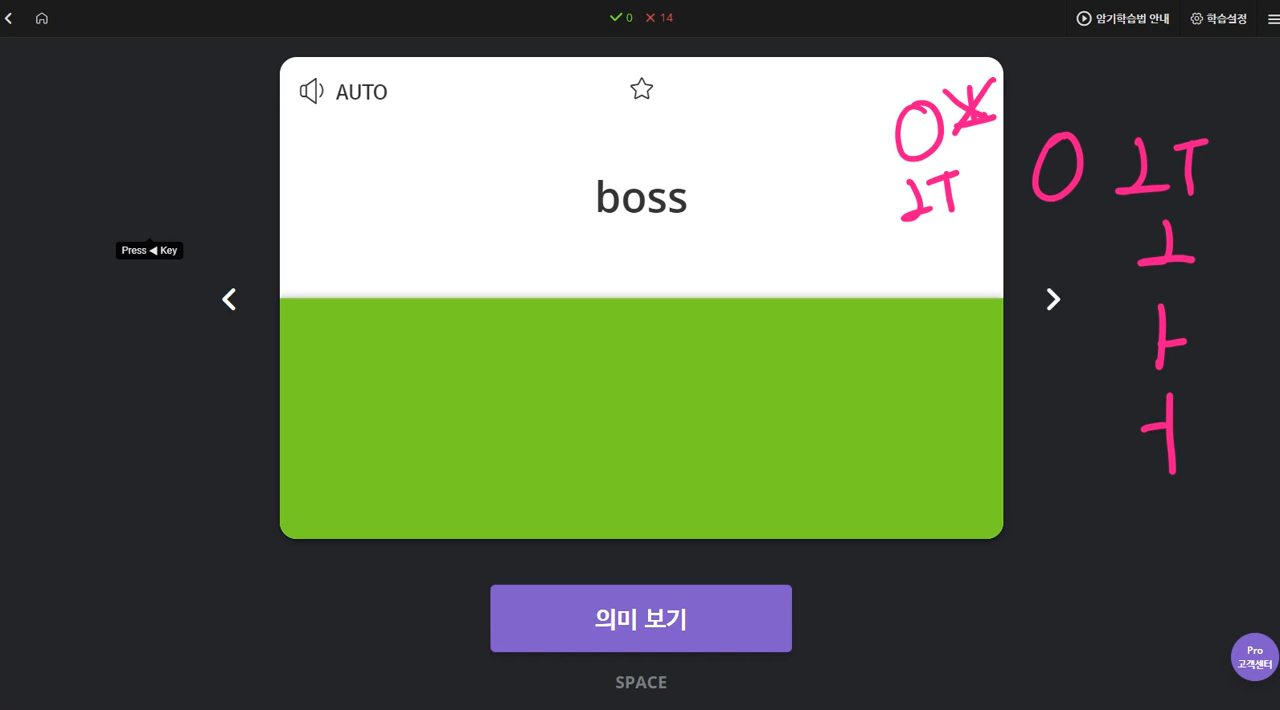 0 14 암기학습법 안내 학습설정
AUTO
boss
Press ◀ Key
O ㅗㅜ
ㅗ
ㅏ
ㅓ
의미 보기
SPACE
Pro
고객센터